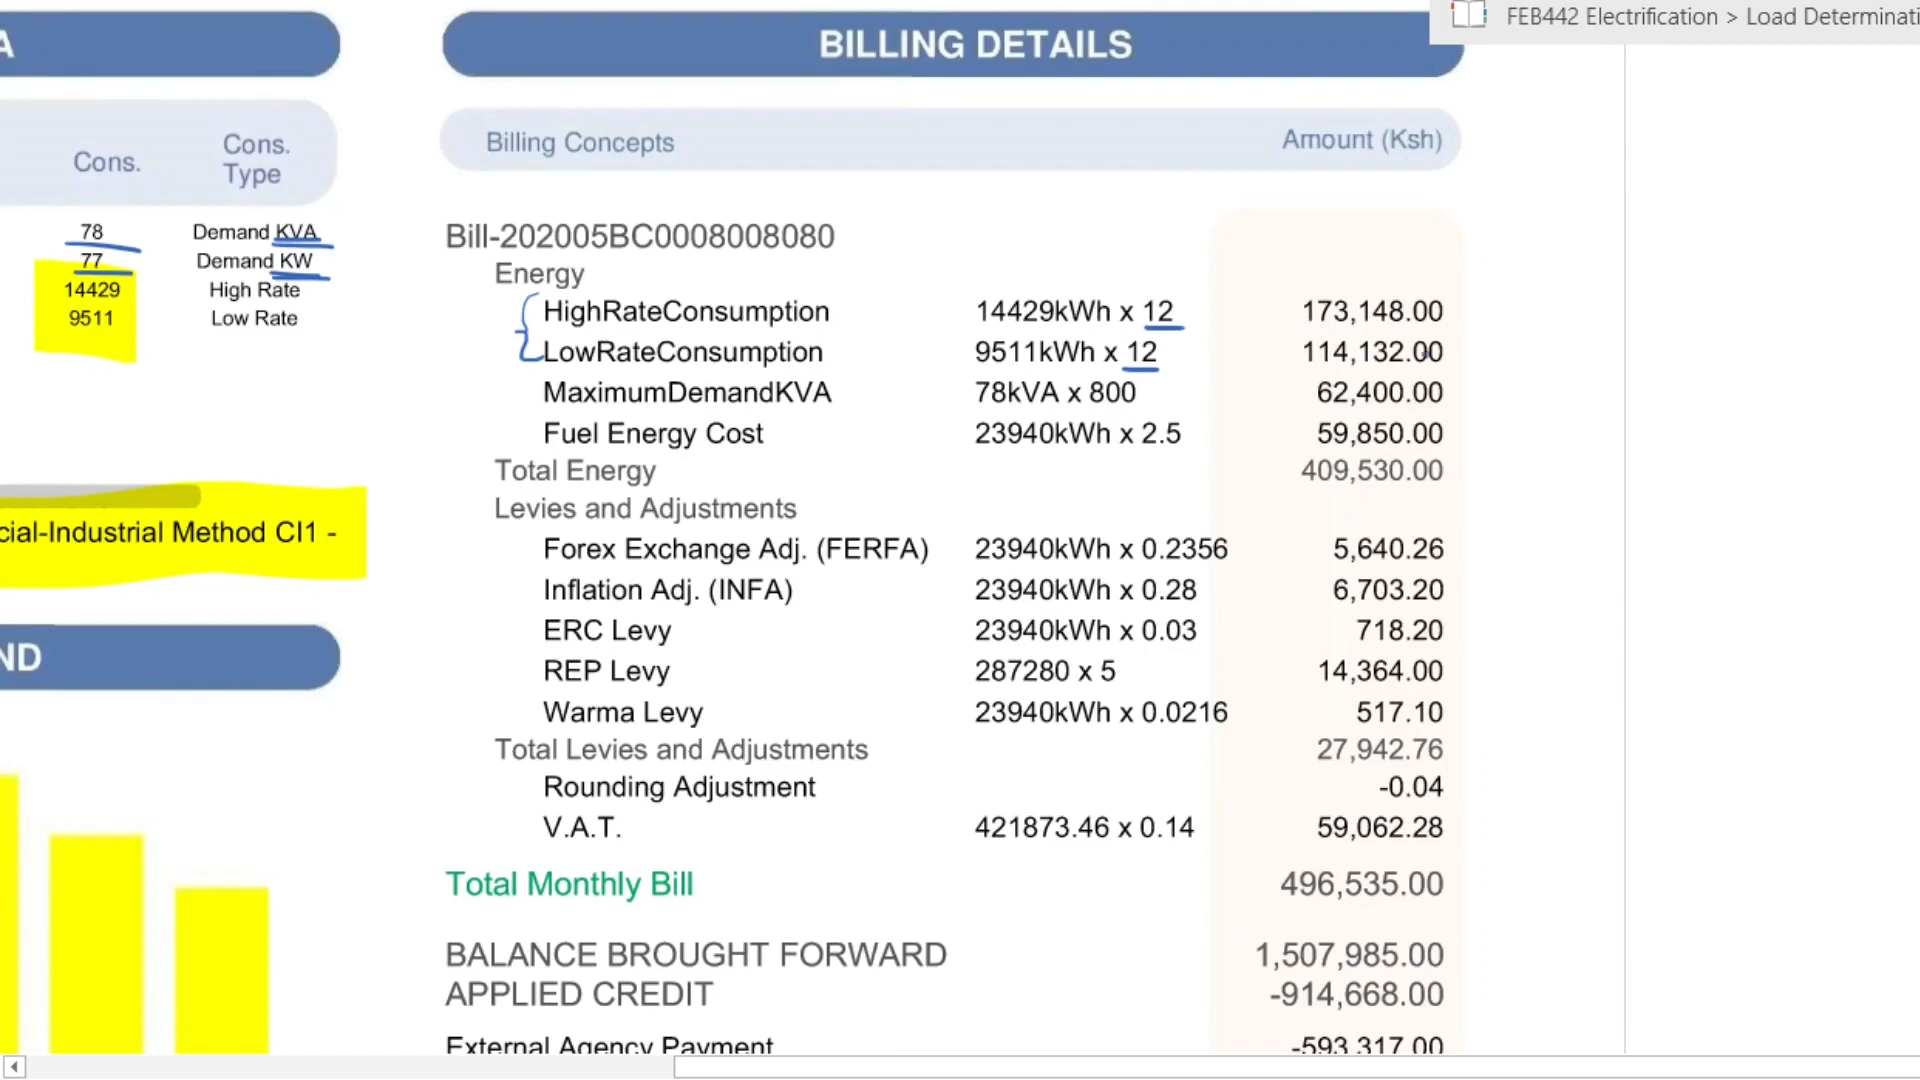 FEB442 Electrification > Load Determinati
A
BILLING DETAILS
Cons.
Cons. Type
Billing Concepts
Amount (Ksh)
78 Demand KVA
77 Demand KW
14429 High Rate
9511 Low Rate
cial-Industrial Method CI1 -
ND
Bill-202005BC0008008080
Energy
HighRateConsumption 14429kWh x 12 173,148.00
LowRateConsumption 9511kWh x 12 114,132.00
MaximumDemandKVA 78kVA x 800 62,400.00
Fuel Energy Cost 23940kWh x 2.5 59,850.00
Total Energy 409,530.00
Levies and Adjustments
Forex Exchange Adj. (FERFA) 23940kWh x 0.2356 5,640.26
Inflation Adj. (INFA) 23940kWh x 0.28 6,703.20
ERC Levy 23940kWh x 0.03 718.20
REP Levy 287280 x 5 14,364.00
Warma Levy 23940kWh x 0.0216 517.10
Total Levies and Adjustments 27,942.76
Rounding Adjustment -0.04
V.A.T. 421873.46 x 0.14 59,062.28
Total Monthly Bill 496,535.00
BALANCE BROUGHT FORWARD 1,507,985.00
APPLIED CREDIT -914,668.00
External Agency Payment -593,317.00